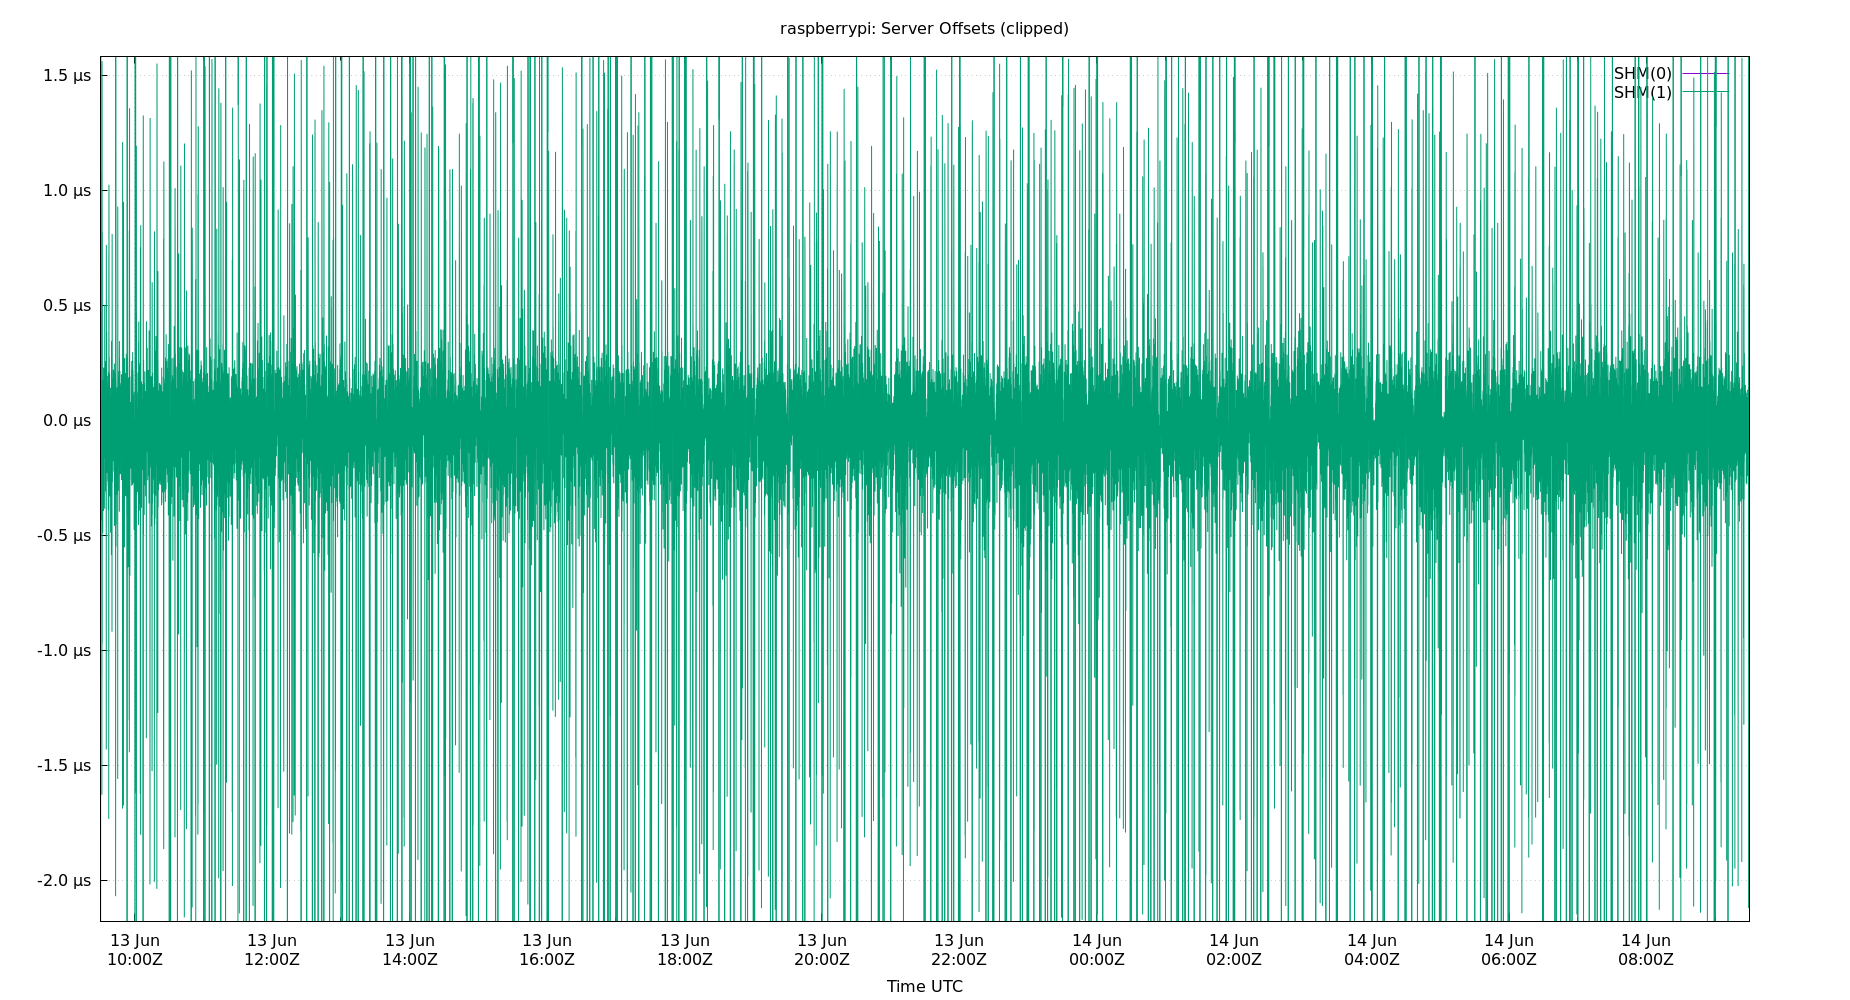 raspberrypi: Server Offsets (clipped)
SHM(0)
SHM(1)
1.5 µs
1.0 µs
0.5 µs
0.0 µs
-0.5 µs
-1.0 µs
-1.5 µs
-2.0 µs
13 Jun 13 Jun 13 Jun 13 Jun 13 Jun 13 Jun 13 Jun 14 Jun 14 Jun 14 Jun 14 Jun 14 Jun
10:00Z 12:00Z 14:00Z 16:00Z 18:00Z 20:00Z 22:00Z 00:00Z 02:00Z 04:00Z 06:00Z 08:00Z
Time UTC